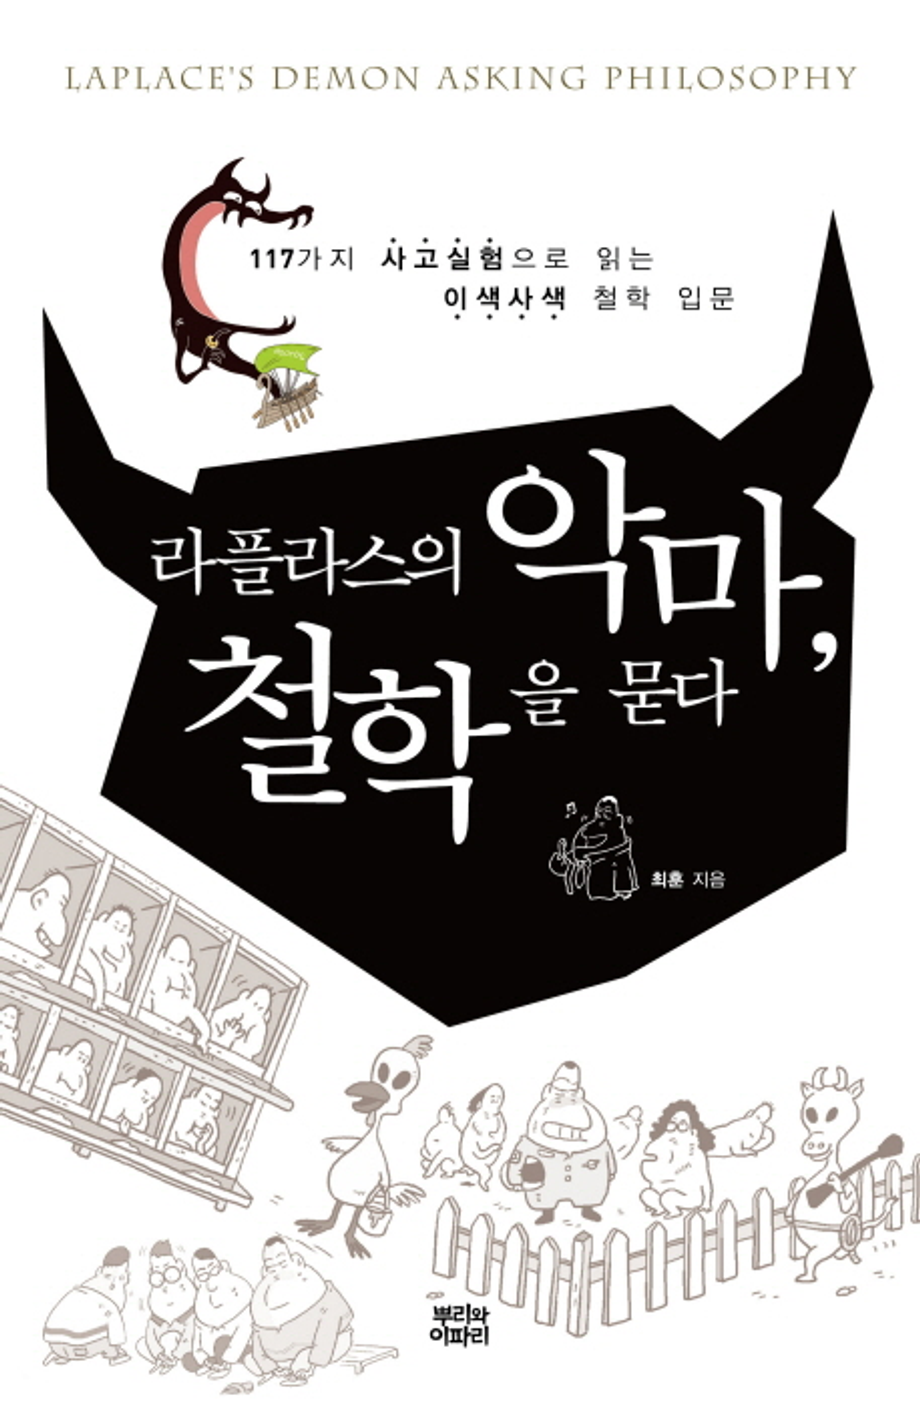 LAPLACE'S DEMON ASKING PHILOSOPHY
117가지 사고실험으로 읽는
이색사색 철학 입문
라플라스의 악마,
철학을 묻다
최훈 지음
뿌리와
이파리